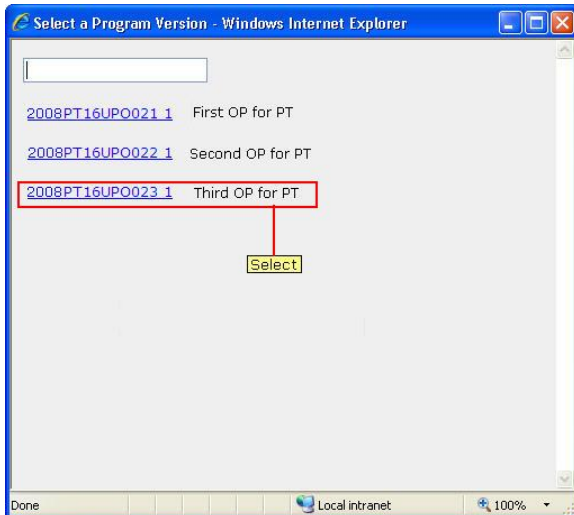 Select a Program Version - Windows Internet Explorer
2008PT16UPO021 1 First OP for PT
2008PT16UPO022 1 Second OP for PT
2008PT16UPO023 1 Third OP for PT
Select
Done Local intranet 100%